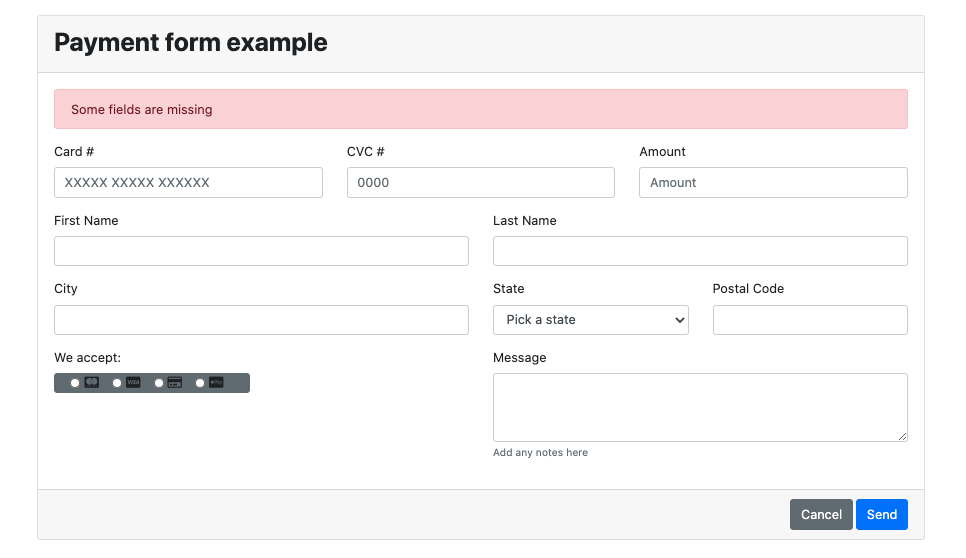 Payment form example
Some fields are missing
Card # CVC # Amount
XXXXX XXXXX XXXXXX 0000 Amount
First Name Last Name
City State Postal Code
Pick a state
We accept: Message
VISA Pay
Add any notes here
Cancel Send